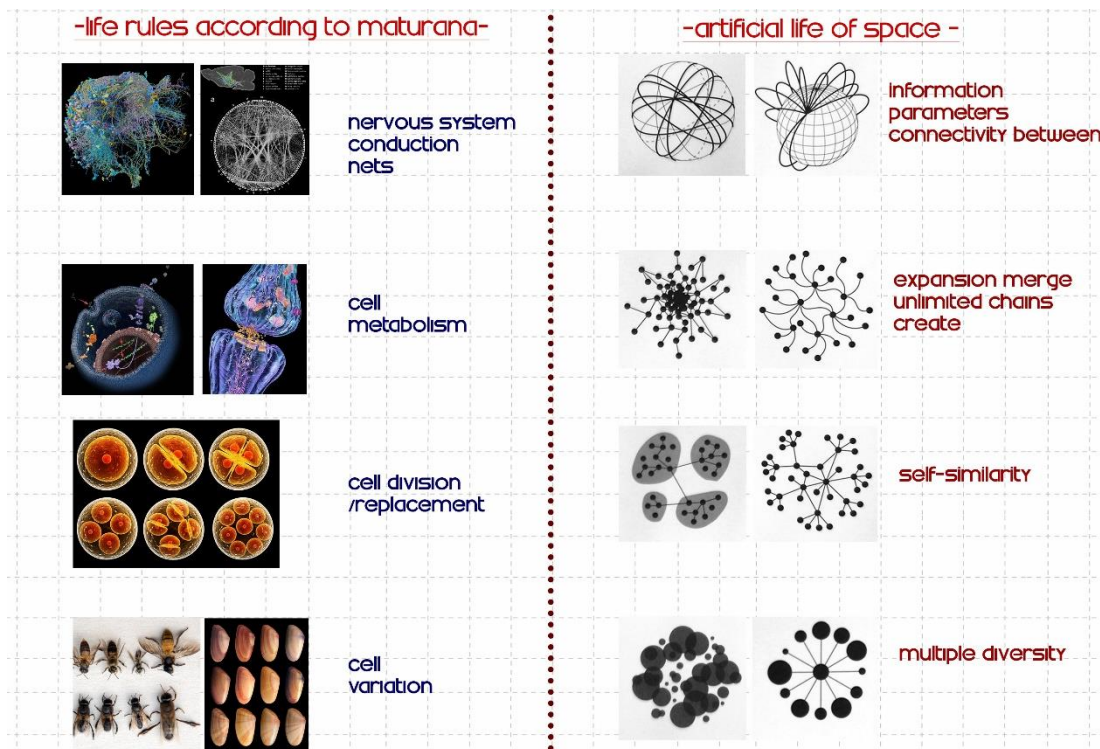 -life rules according to maturana-
-artificial life of space -
nervous system
conduction
nets
information
parameters
connectivity between
a
cell
metabolism
expansion merge
unlimited chains
create
cell division
/replacement
self-similarity
cell
variation
multiple diversity